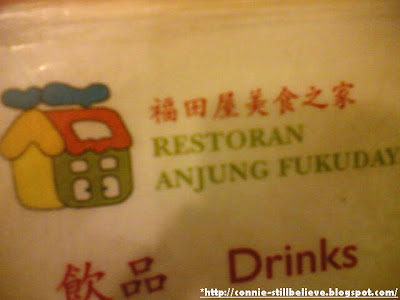 福田屋美食之家
RESTORAN
ANJUNG FUKUDAY
飲品 Drinks
*http://connie-stillbelieve.blogspot.com/